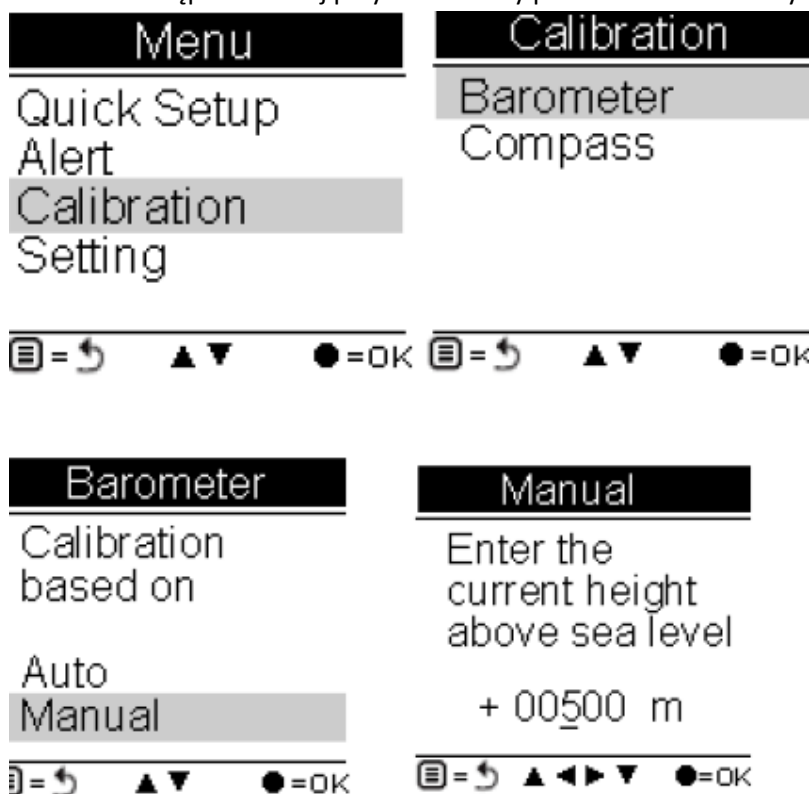 Menu
Quick Setup
Alert
Calibration
Setting
= ▲ ▼ ●=OK
Calibration
Barometer
Compass
= ▲ ▼ ●=OK
Barometer
Calibration
based on
Auto
Manual
= ▲ ▼ ●=OK
Manual
Enter the
current height
above sea level
+ 00500 m
= ▲ ◀ ▶ ▼ ●=OK